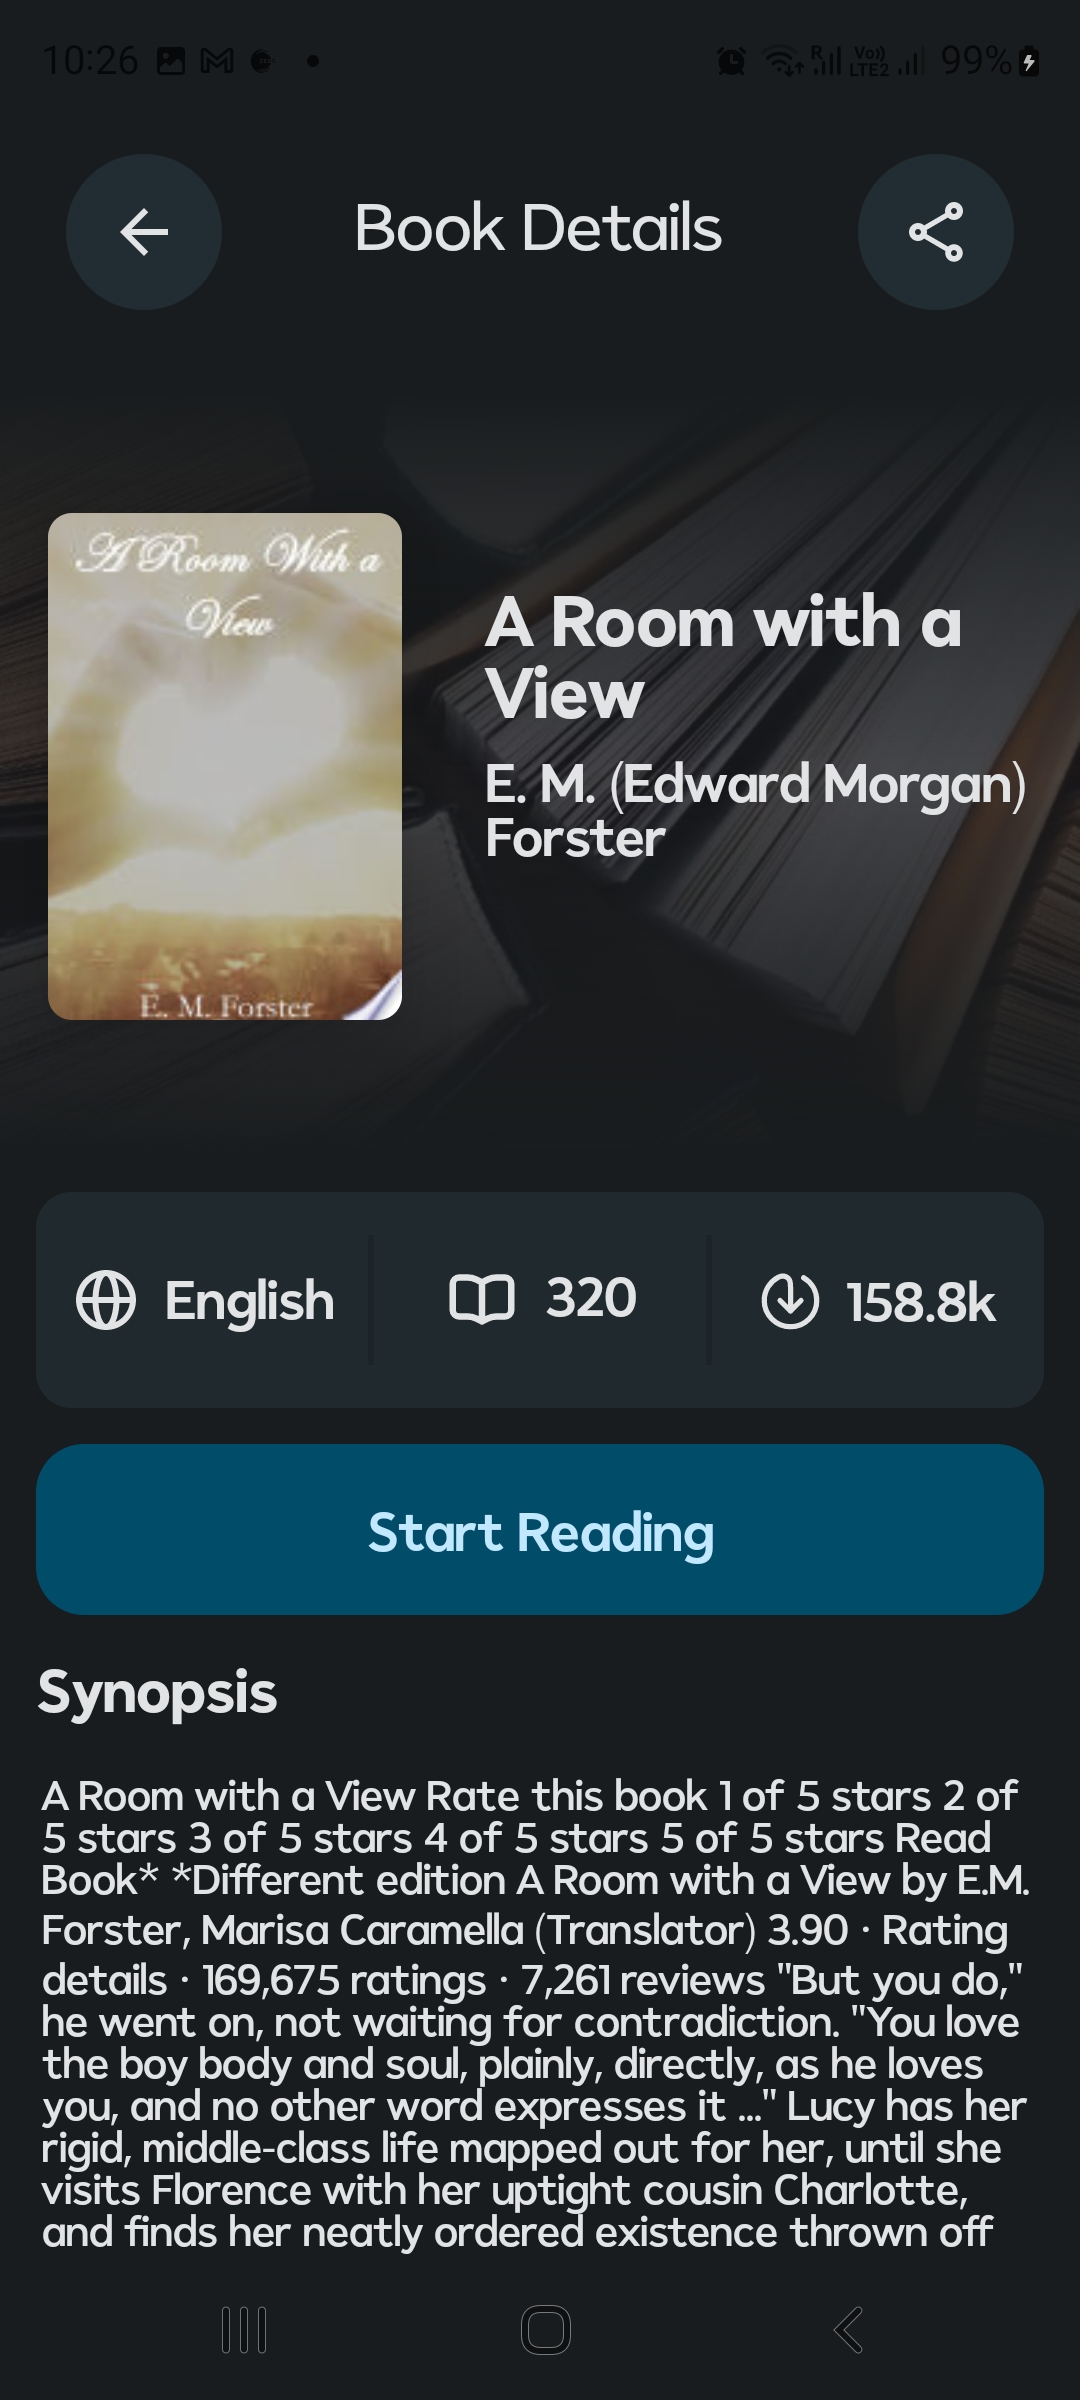 10:26
R
Vo))
LTE2
99%
Book Details
A Room With a
View
E. M. Forster
A Room with a
View
E. M. (Edward Morgan)
Forster
English
320
158.8k
Start Reading
Synopsis
A Room with a View Rate this book 1 of 5 stars 2 of
5 stars 3 of 5 stars 4 of 5 stars 5 of 5 stars Read
Book* *Different edition A Room with a View by E.M.
Forster, Marisa Caramella (Translator) 3.90 · Rating
details · 169,675 ratings · 7,261 reviews "But you do,"
he went on, not waiting for contradiction. "You love
the boy body and soul, plainly, directly, as he loves
you, and no other word expresses it ..." Lucy has her
rigid, middle-class life mapped out for her, until she
visits Florence with her uptight cousin Charlotte,
and finds her neatly ordered existence thrown off